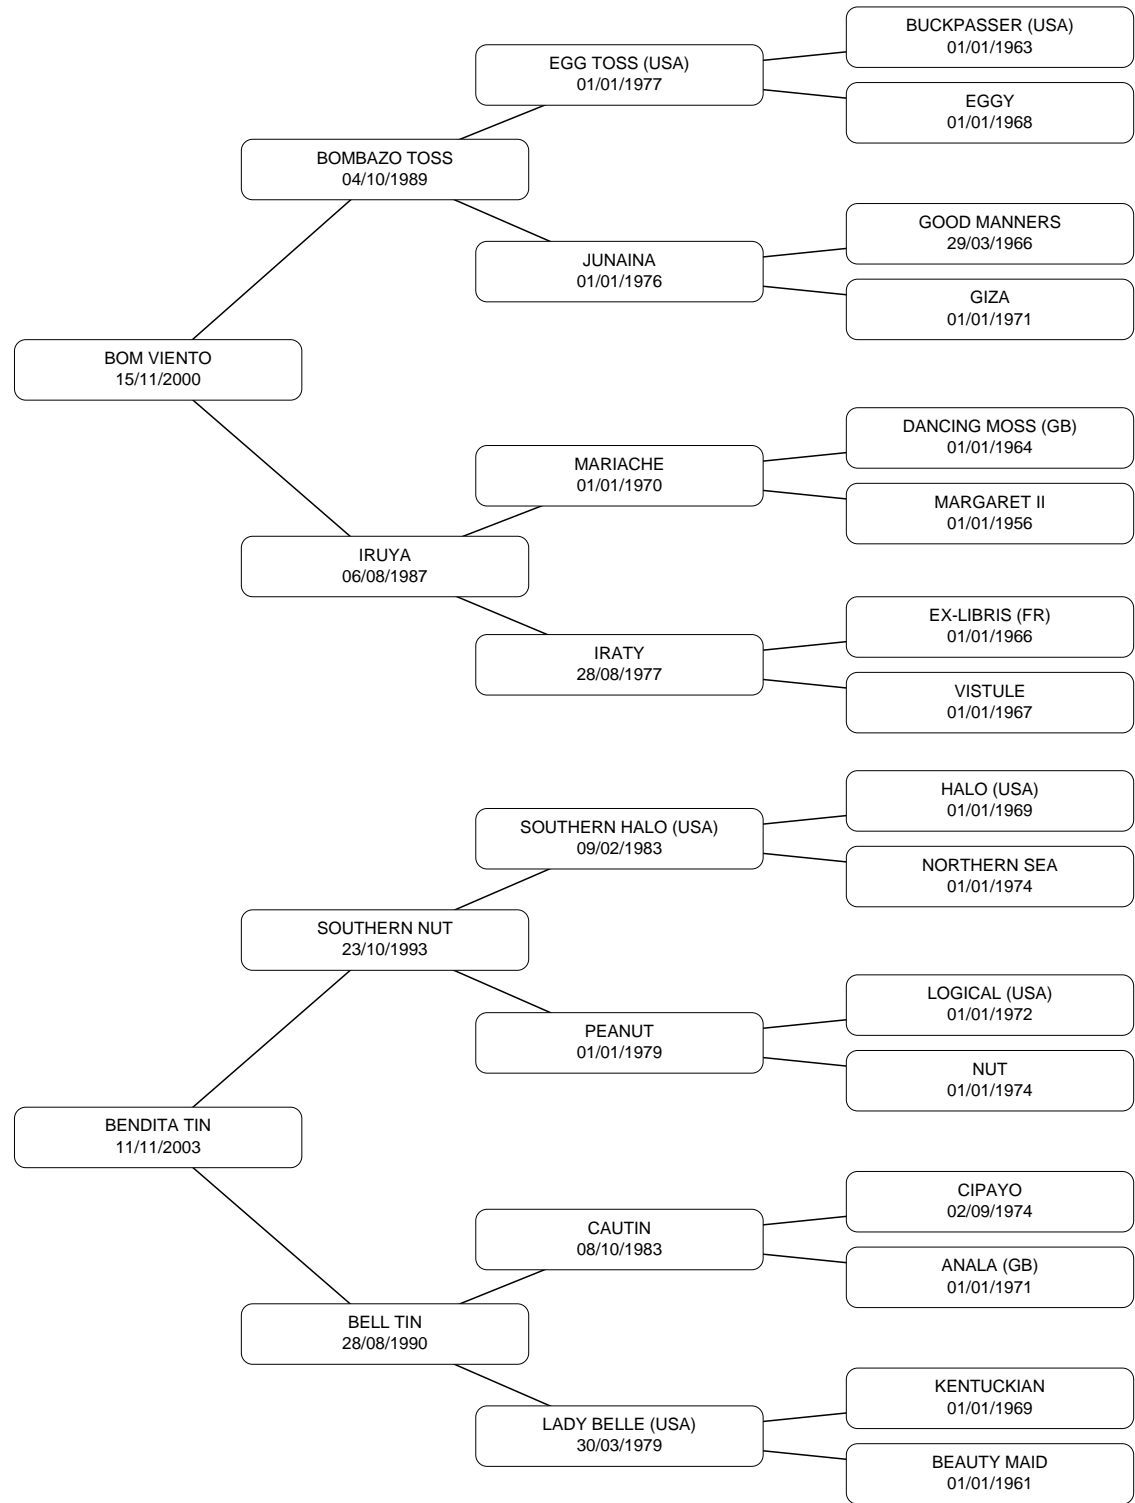 BUCKPASSER (USA)
01/01/1963
EGG TOSS (USA)
01/01/1977
EGGY
01/01/1968
BOMBAZO TOSS
04/10/1989
GOOD MANNERS
29/03/1966
JUNAINA
01/01/1976
GIZA
01/01/1971
BOM VIENTO
15/11/2000
DANCING MOSS (GB)
01/01/1964
MARIACHE
01/01/1970
MARGARET II
01/01/1956
IRUYA
06/08/1987
EX-LIBRIS (FR)
01/01/1966
IRATY
28/08/1977
VISTULE
01/01/1967
HALO (USA)
01/01/1969
SOUTHERN HALO (USA)
09/02/1983
NORTHERN SEA
01/01/1974
SOUTHERN NUT
23/10/1993
LOGICAL (USA)
01/01/1972
PEANUT
01/01/1979
NUT
01/01/1974
BENDITA TIN
11/11/2003
CIPAYO
02/09/1974
CAUTIN
08/10/1983
ANALA (GB)
01/01/1971
BELL TIN
28/08/1990
KENTUCKIAN
01/01/1969
LADY BELLE (USA)
30/03/1979
BEAUTY MAID
01/01/1961